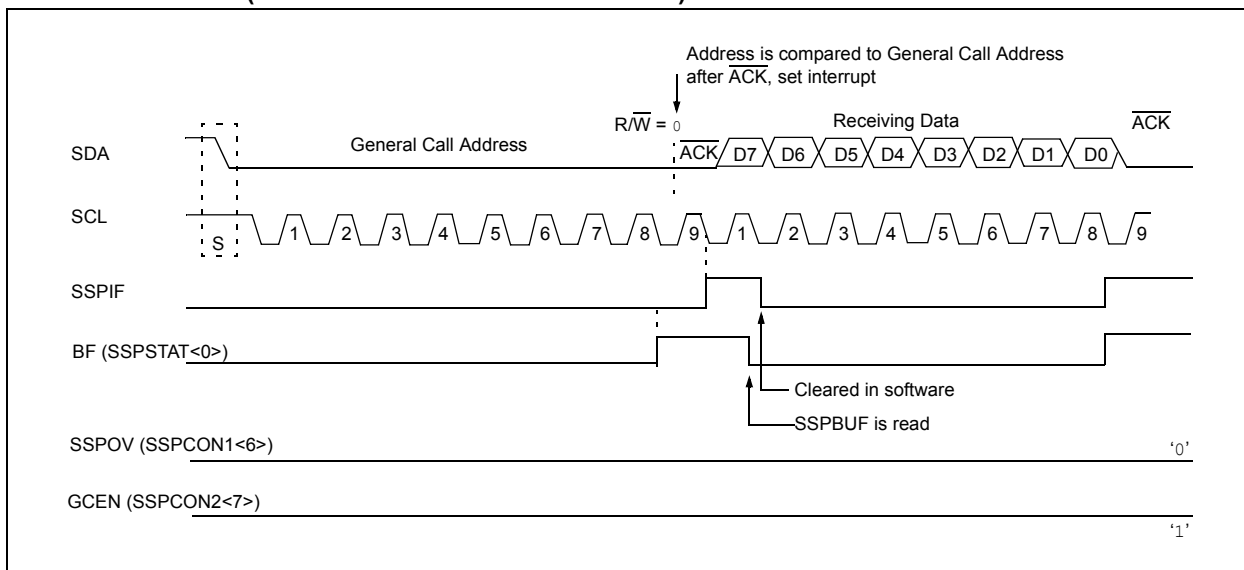 Address is compared to General Call Address
after ACK, set interrupt
R/W = 0
Receiving Data
ACK
SDA
General Call Address
ACK
D7 D6 D5 D4 D3 D2 D1 D0
SCL
S
1 2 3 4 5 6 7 8 9 1 2 3 4 5 6 7 8 9
SSPIF
BF (SSPSTAT<0>)
Cleared in software
SSPBUF is read
SSPOV (SSPCON1<6>)
‘0’
GCEN (SSPCON2<7>)
‘1’